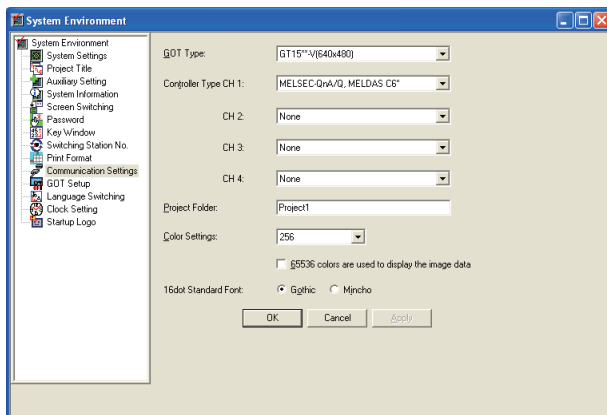 System Environment
System Environment
System Settings
Project Title
Auxiliary Setting
System Information
Screen Switching
Password
Key Window
Switching Station No.
Print Format
Communication Settings
GOT Setup
Language Switching
Clock Setting
Startup Logo
GOT Type:
GT15**-V(640x480)
Controller Type CH 1:
MELSEC-QnA/Q, MELDAS C6*
CH 2:
None
CH 3:
None
CH 4:
None
Project Folder:
Project1
Color Settings:
256
65536 colors are used to display the image data
16dot Standard Font:
Gothic
Mincho
OK
Cancel
Apply